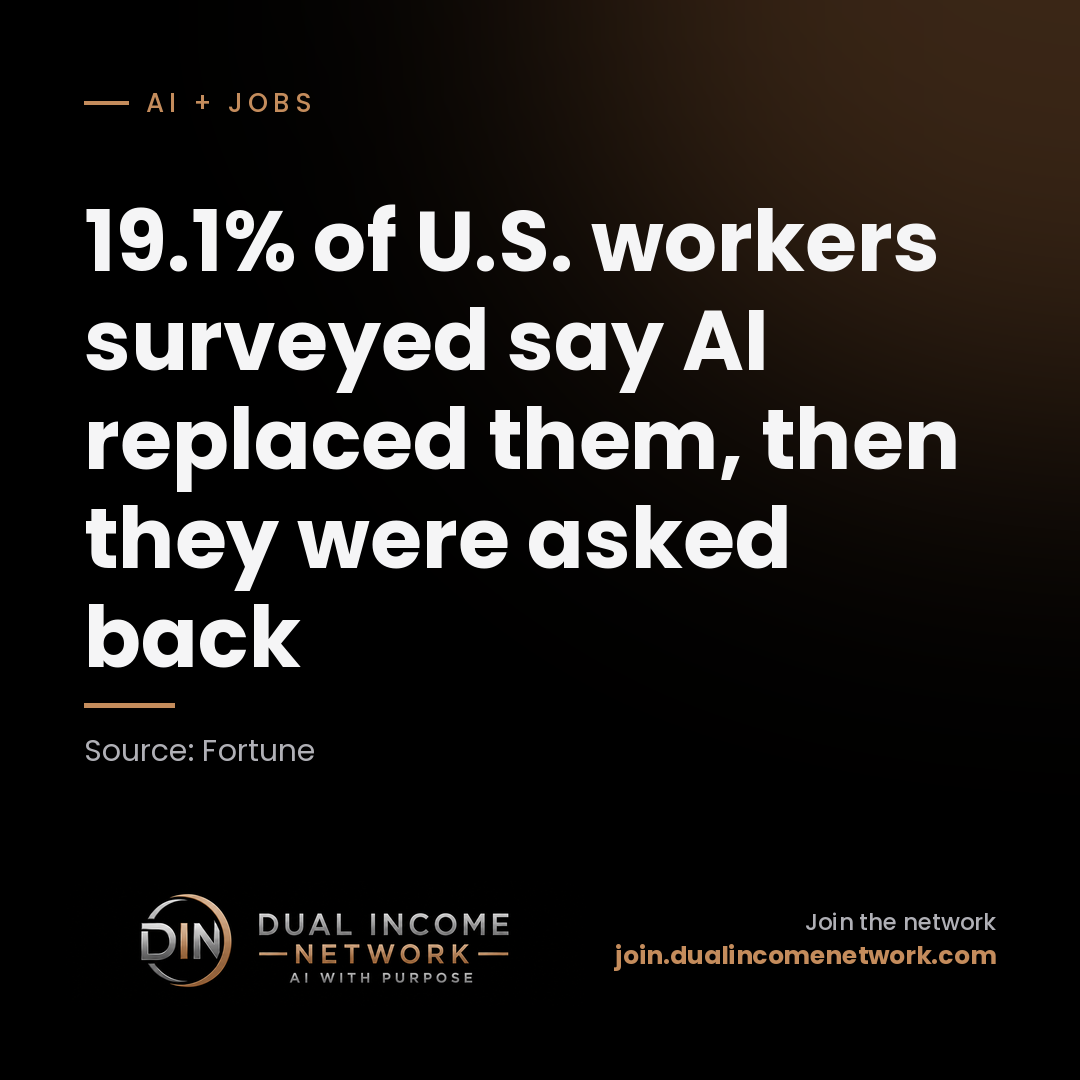 AI + JOBS
19.1% of U.S. workers
surveyed say AI
replaced them, then
they were asked
back
Source: Fortune
DIN
DUAL INCOME
NETWORK
AI WITH PURPOSE
Join the network
join.dualincomenetwork.com